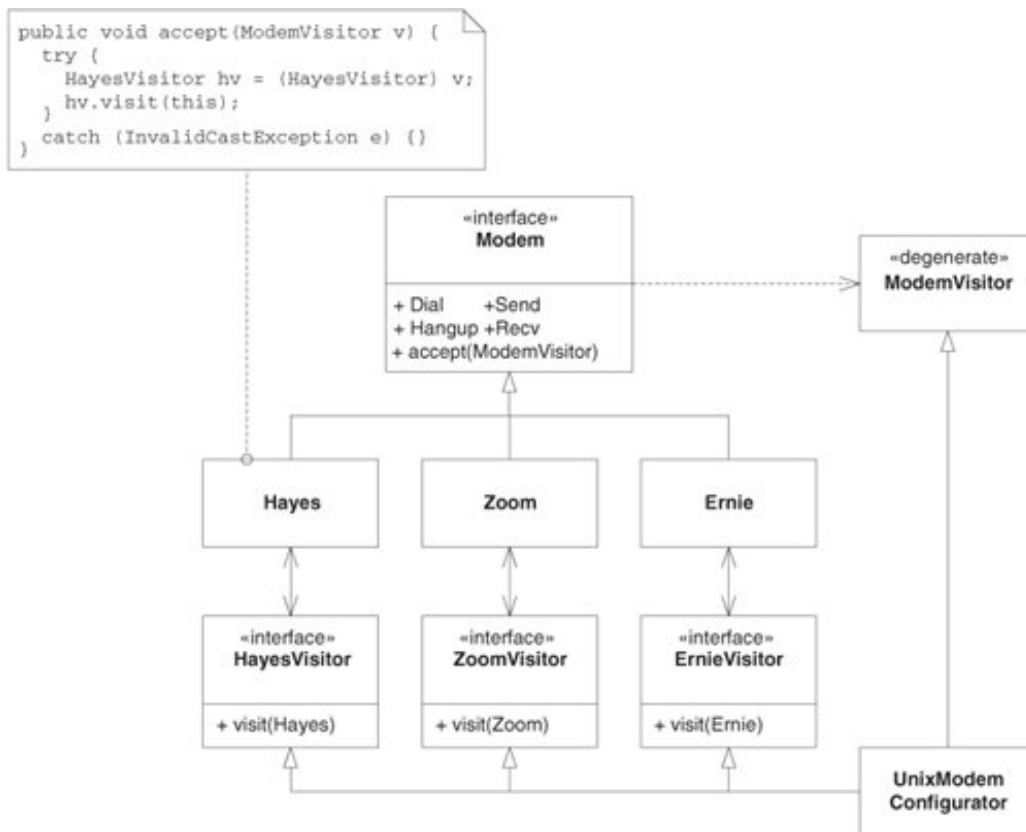 public void accept(ModemVisitor v) {
try {
HayesVisitor hv = (HayesVisitor) v;
hv.visit(this);
}
catch (InvalidCastException e) {}
}
«interface»
Modem
+ Dial +Send
+ Hangup +Recv
+ accept(ModemVisitor)
«degenerate»
ModemVisitor
Hayes
Zoom
Ernie
«interface»
HayesVisitor
+ visit(Hayes)
«interface»
ZoomVisitor
+ visit(Zoom)
«interface»
ErnieVisitor
+ visit(Ernie)
UnixModem
Configurator